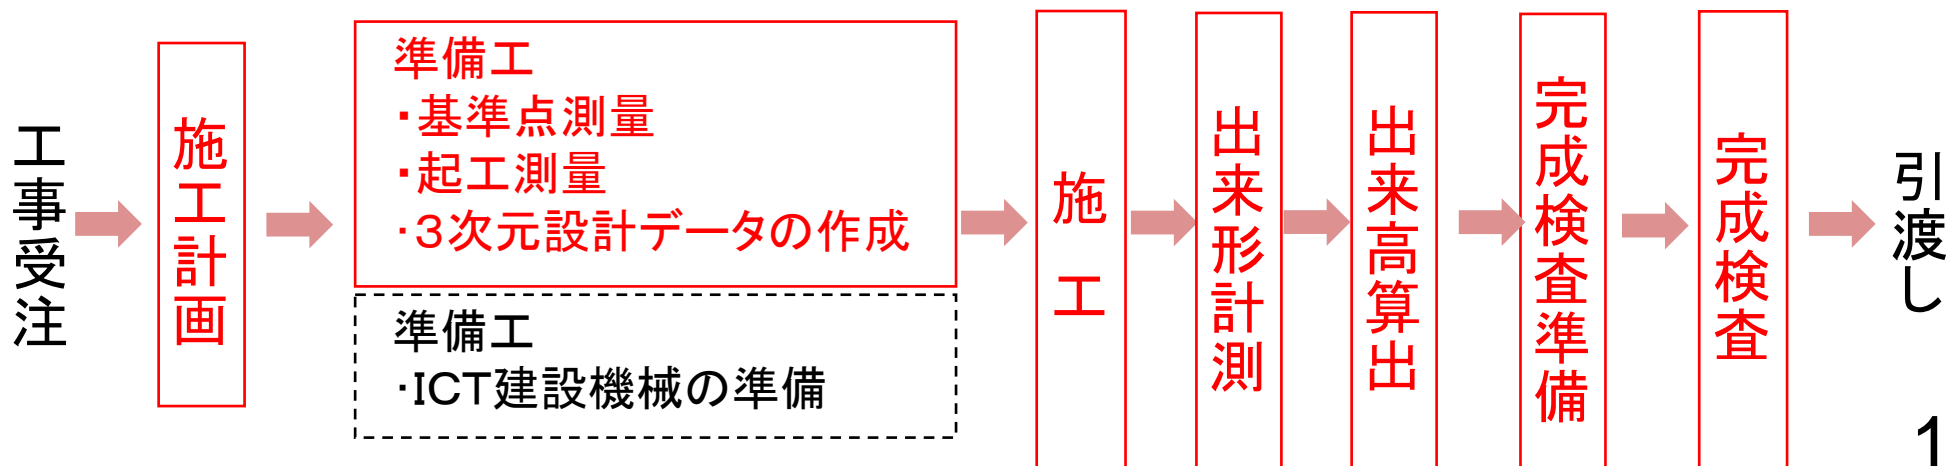 工事受注
施工計画
準備工
・基準点測量
・起工測量
・3次元設計データの作成
準備工
・ICT建設機械の準備
施工
出来形計測
出来高算出
完成検査準備
完成検査
引渡し
1